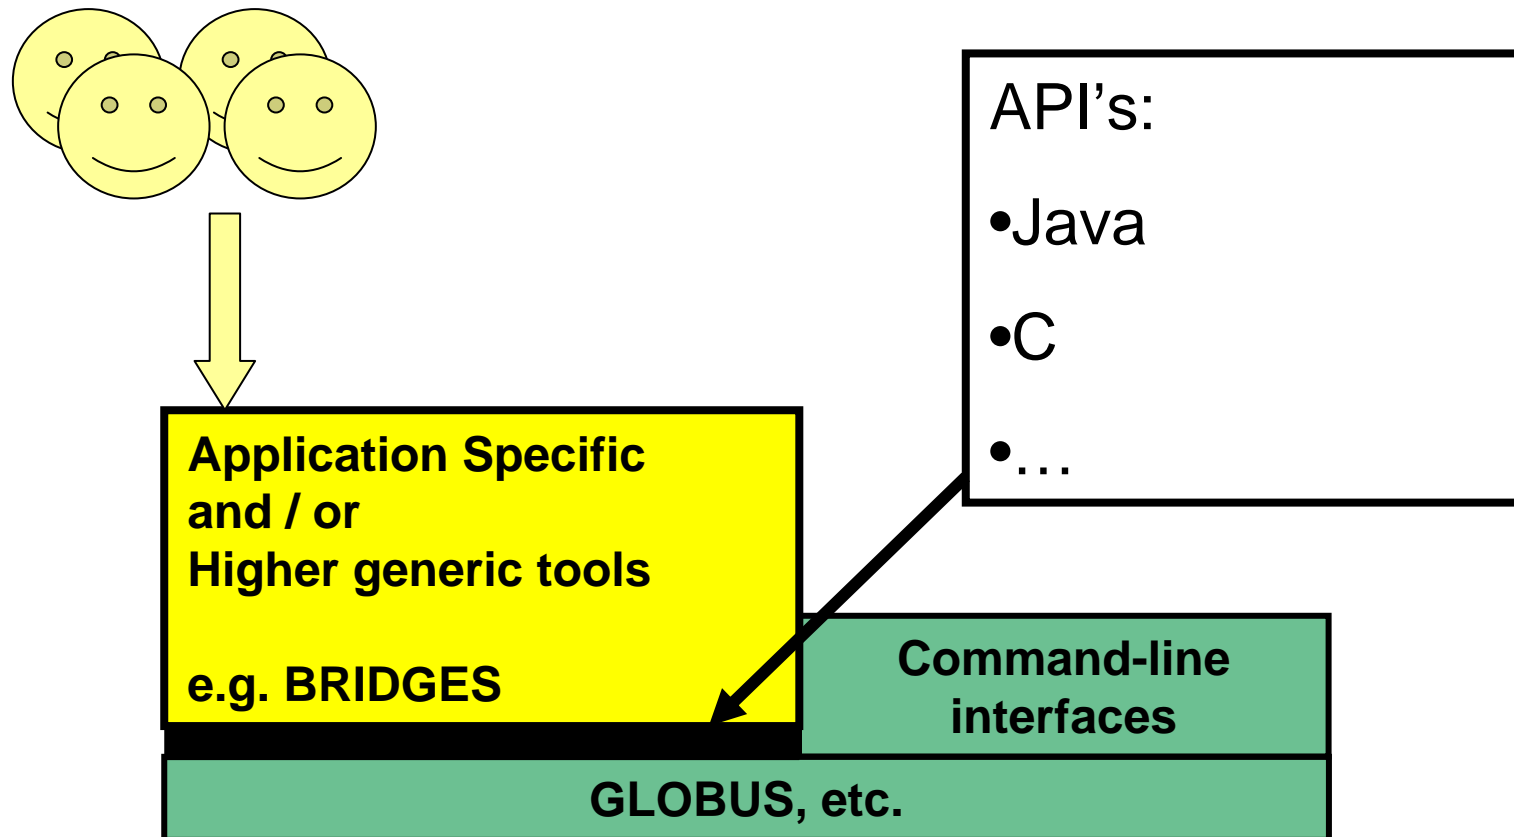 API's:
•Java
•C
•…
Application Specific
and / or
Higher generic tools
e.g. BRIDGES
Command-line
interfaces
GLOBUS, etc.